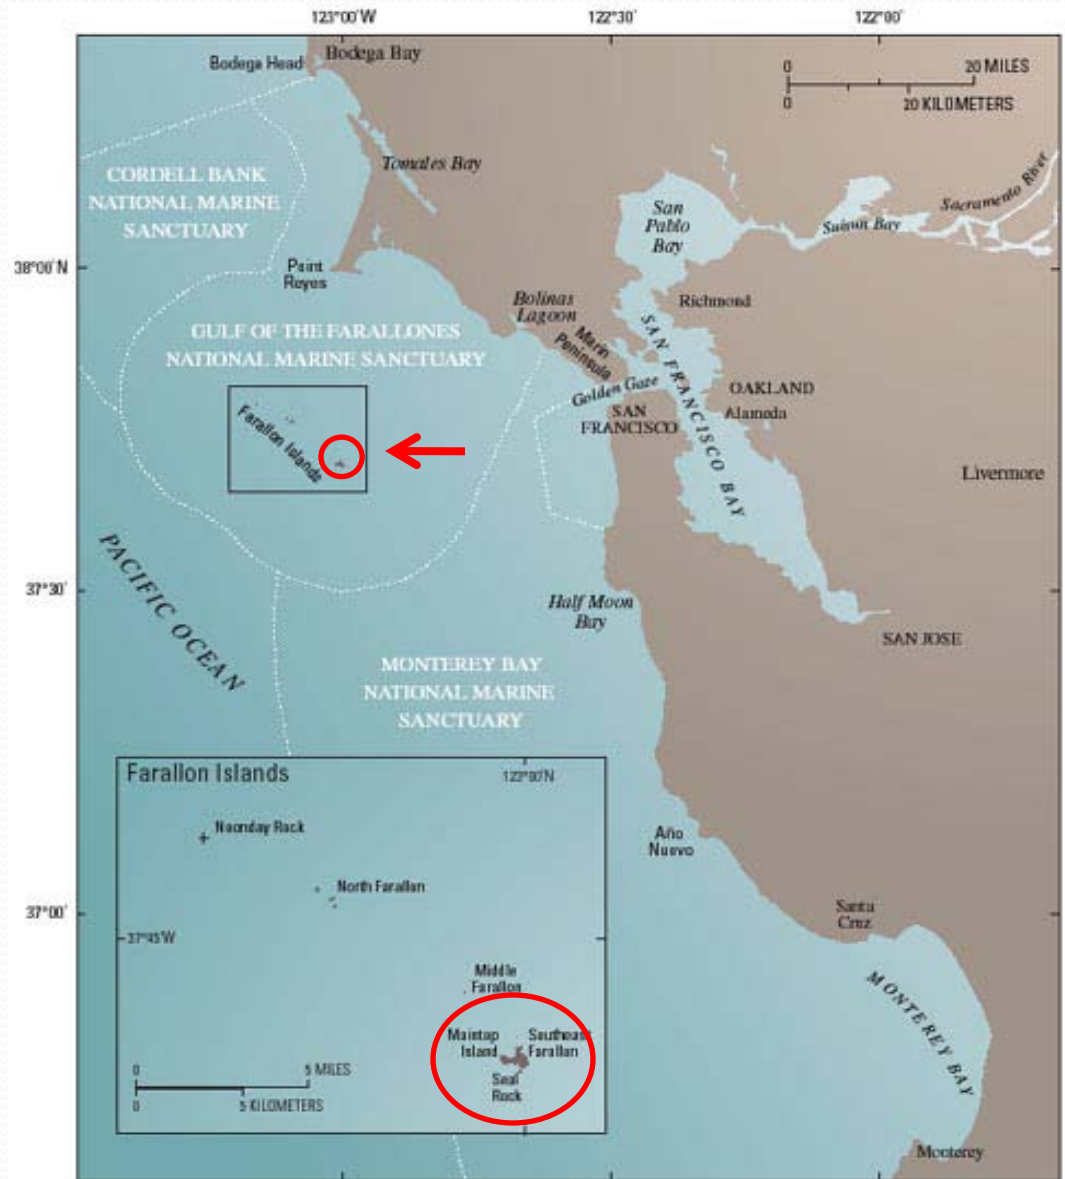 123°00'W
122°30'
122°00'
Bodega Head
Bodega Bay
0 20 MILES
0 20 KILOMETERS
Tomales Bay
CORDELL BANK
NATIONAL MARINE
SANCTUARY
San
Pablo
Bay
Suisun Bay
Sacramento River
38°00'N
Point
Reyes
Richmond
Bolinas
Lagoon
Marin
Peninsula
GULF OF THE FARALLONES
NATIONAL MARINE SANCTUARY
SAN FRANCISCO BAY
Golden Gate
OAKLAND
SAN
FRANCISCO
Alameda
Farallon Islands
Livermore
PACIFIC OCEAN
37°30'
Half Moon
Bay
SAN JOSE
MONTEREY BAY
NATIONAL MARINE
SANCTUARY
Farallon Islands
123°00'N
Noonday Rock
North Farallon
Año
Nuevo
37°00'
37°45'W
Santa
Cruz
Middle
Farallon
MONTEREY BAY
Maintop
Island
Southeast
Farallon
Seal
Rock
0 5 MILES
0 5 KILOMETERS
Monterey